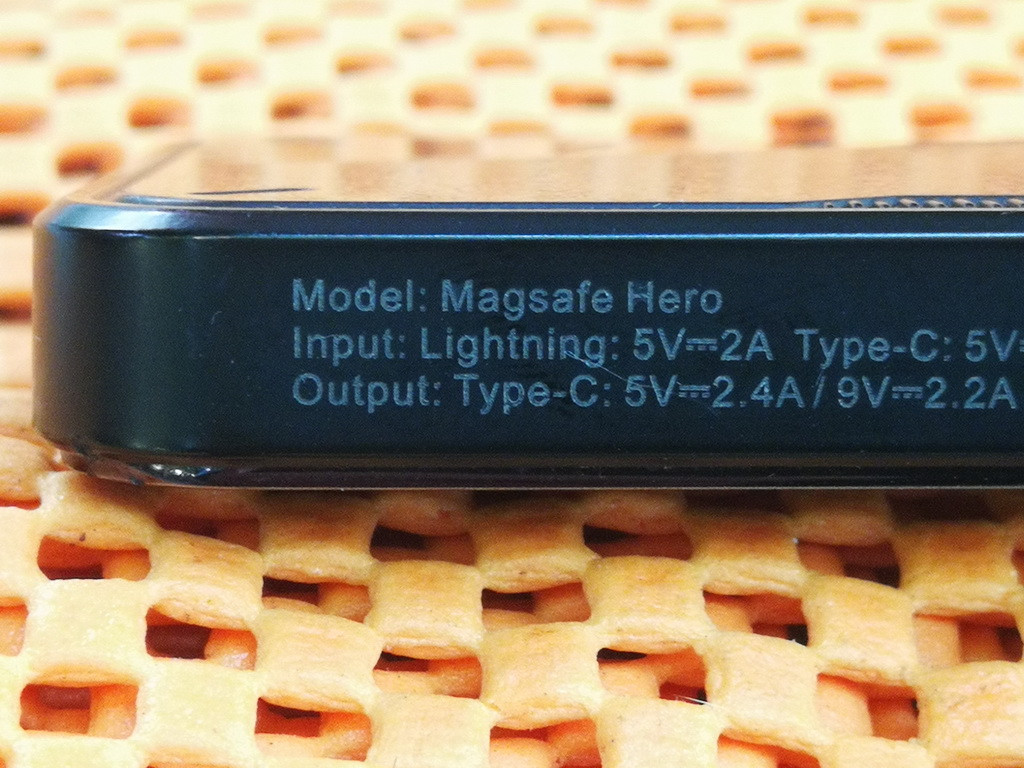 Model: Magsafe Hero
Input: Lightning: 5V⎓2A Type-C: 5V⎓
Output: Type-C: 5V⎓2.4A / 9V⎓2.2A